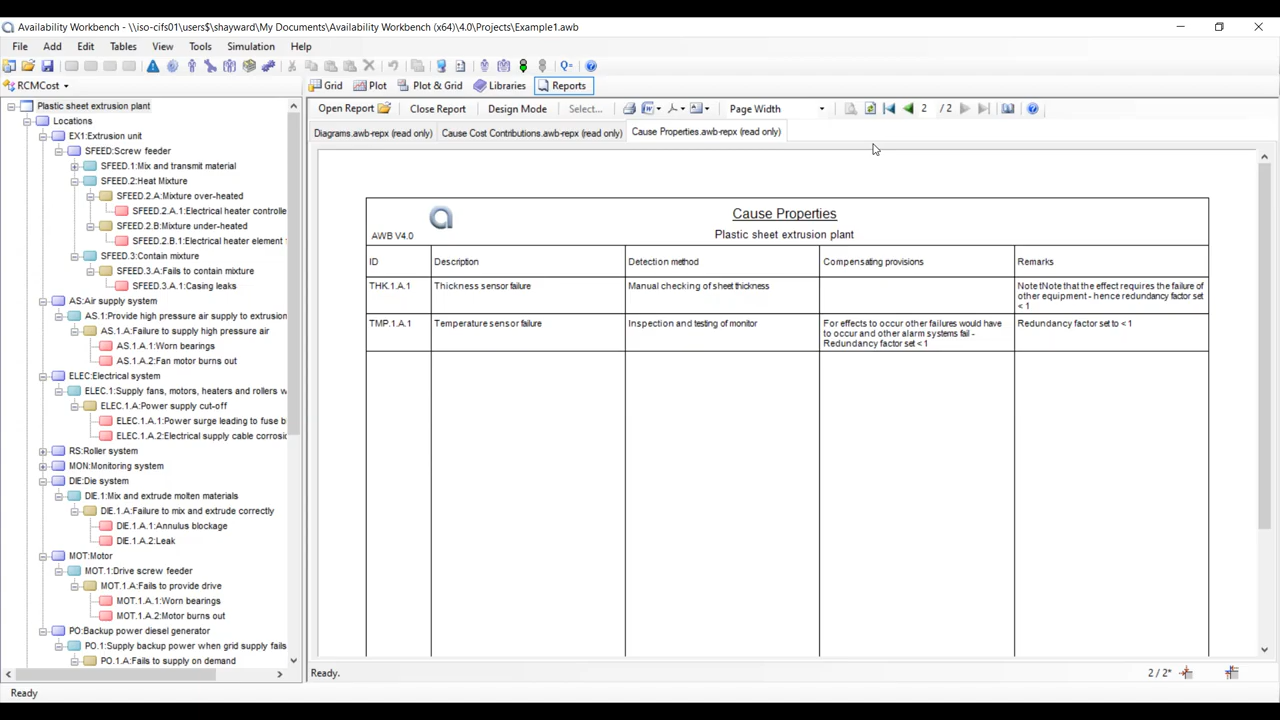 Availability Workbench - \\iso-cifs01\users$\shayward\My Documents\Availability Workbench (x64)\4.0\Projects\Example1.awb
File Add Edit Tables View Tools Simulation Help
RCMCost
Grid Plot Plot & Grid Libraries Reports
Plastic sheet extrusion plant
Locations
EX1:Extrusion unit
SFEED:Screw feeder
SFEED.1:Mix and transmit material
SFEED.2:Heat Mixture
SFEED.2.A:Mixture over-heated
SFEED.2.A.1:Electrical heater controlle
SFEED.2.B:Mixture under-heated
SFEED.2.B.1:Electrical heater element
SFEED.3:Contain mixture
SFEED.3.A:Fails to contain mixture
SFEED.3.A.1:Casing leaks
AS:Air supply system
AS.1:Provide high pressure air supply to extrusion
AS.1.A:Failure to supply high pressure air
AS.1.A.1:Worn bearings
AS.1.A.2:Fan motor burns out
ELEC:Electrical system
ELEC.1:Supply fans, motors, heaters and rollers w
ELEC.1.A:Power supply cut-off
ELEC.1.A.1:Power surge leading to fuse b
ELEC.1.A.2:Electrical supply cable corrosi
RS:Roller system
MON:Monitoring system
DIE:Die system
DIE.1:Mix and extrude molten materials
DIE.1.A:Failure to mix and extrude correctly
DIE.1.A.1:Annulus blockage
DIE.1.A.2:Leak
MOT:Motor
MOT.1:Drive screw feeder
MOT.1.A:Fails to provide drive
MOT.1.A.1:Worn bearings
MOT.1.A.2:Motor burns out
PO:Backup power diesel generator
PO.1:Supply backup power when grid supply fails
PO.1.A:Fails to supply on demand
Open Report Close Report Design Mode Select... Page Width 2 / 2
Diagrams.awb-repx (read only) Cause Cost Contributions.awb-repx (read only) Cause Properties.awb-repx (read only)
Cause Properties
AWB V4.0 Plastic sheet extrusion plant
ID Description Detection method Compensating provisions Remarks
THK.1.A.1 Thickness sensor failure Manual checking of sheet thickness Note tNote that the effect requires the failure of
other equipment - hence redundancy factor set
< 1
TMP.1.A.1 Temperature sensor failure Inspection and testing of monitor For effects to occur other failures would have Redundancy factor set to < 1
to occur and other alarm systems fail -
Redundancy factor set < 1
Ready. 2 / 2*
Ready